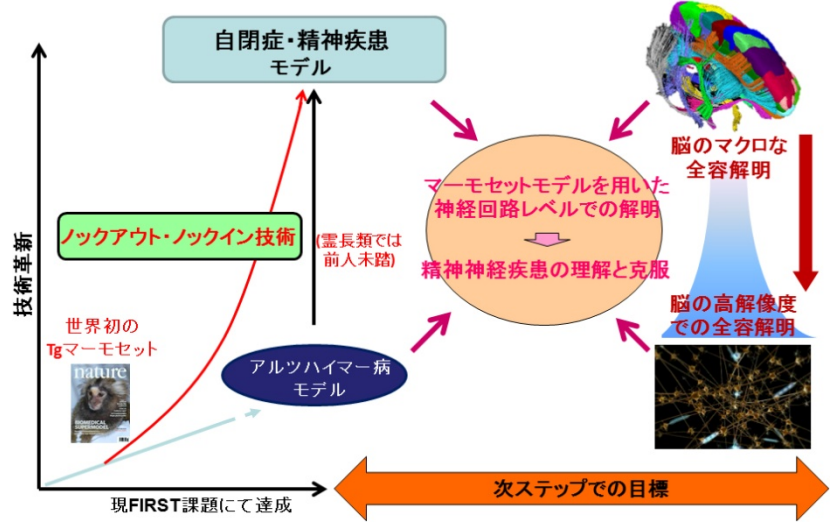 自閉症・精神疾患
モデル
脳のマクロな
全容解明
マーモセットモデルを用いた
神経回路レベルでの解明
精神神経疾患の理解と克服
ノックアウト・ノックイン技術
(霊長類では
前人未踏)
技術革新
世界初の
Tgマーモセット
nature
BIOMEDICAL
SUPERMODEL
アルツハイマー病
モデル
脳の高解像度
での全容解明
現FIRST課題にて達成
次ステップでの目標